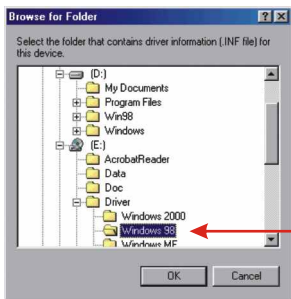 Browse for Folder
Select the folder that contains driver information (.INF file) for
this device.
(D:)
My Documents
Program Files
Win98
Windows
(E:)
AcrobatReader
Data
Doc
Driver
Windows 2000
Windows 98
Windows ME
OK
Cancel